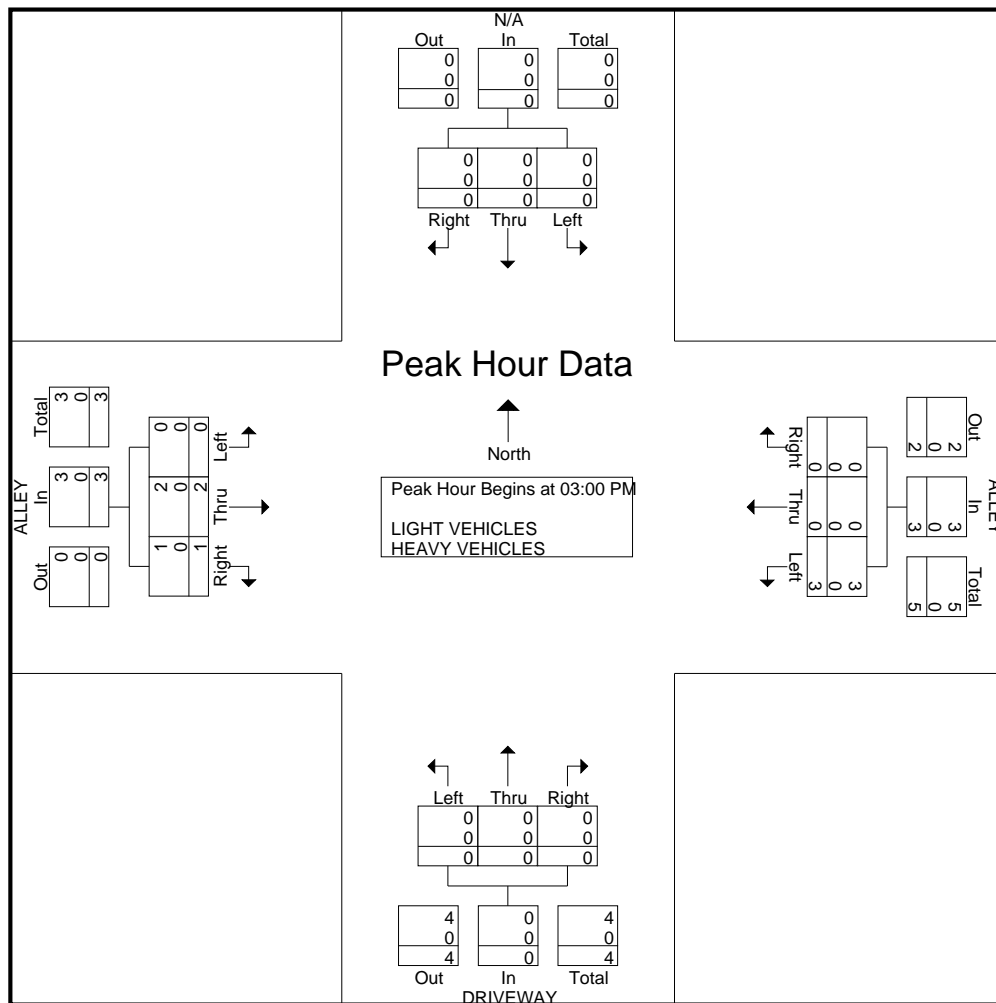 N/A
Out In Total
0 0 0
0 0 0
0 0 0
0 0 0
0 0 0
0 0 0
Right Thru Left
Peak Hour Data
North
Peak Hour Begins at 03:00 PM
LIGHT VEHICLES
HEAVY VEHICLES
ALLEY
Out In Total
0 3 3
0 0 0
0 3 3
Left Thru Right
0 2 1
0 0 0
0 2 1
ALLEY
Out In Total
2 3 5
0 0 0
2 3 5
Right Thru Left
0 0 3
0 0 0
0 0 3
Left Thru Right
0 0 0
0 0 0
0 0 0
4 0 4
0 0 0
4 0 4
Out In Total
DRIVEWAY